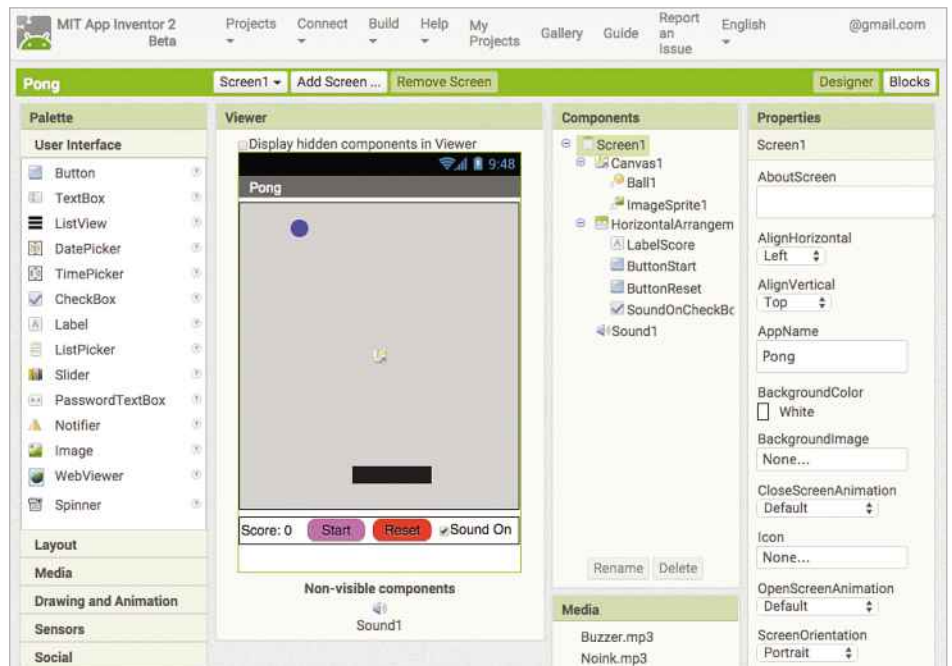 MIT App Inventor 2
Beta
Projects
Connect
Build
Help
My
Projects
Gallery
Guide
Report
an
Issue
English
@gmail.com
Pong
Screen1
Add Screen ...
Remove Screen
Designer
Blocks
Palette
User Interface
Button
TextBox
ListView
DatePicker
TimePicker
CheckBox
Label
ListPicker
Slider
PasswordTextBox
Notifier
Image
WebViewer
Spinner
Layout
Media
Drawing and Animation
Sensors
Social
Viewer
Display hidden components in Viewer
9:48
Pong
Score: 0
Start
Reset
Sound On
Non-visible components
Sound1
Components
Screen1
Canvas1
Ball1
ImageSprite1
HorizontalArrangem
LabelScore
ButtonStart
ButtonReset
SoundOnCheckBo
Sound1
Rename
Delete
Media
Buzzer.mp3
Noink.mp3
Properties
Screen1
AboutScreen
AlignHorizontal
Left
AlignVertical
Top
AppName
Pong
BackgroundColor
White
BackgroundImage
None...
CloseScreenAnimation
Default
Icon
None...
OpenScreenAnimation
Default
ScreenOrientation
Portrait